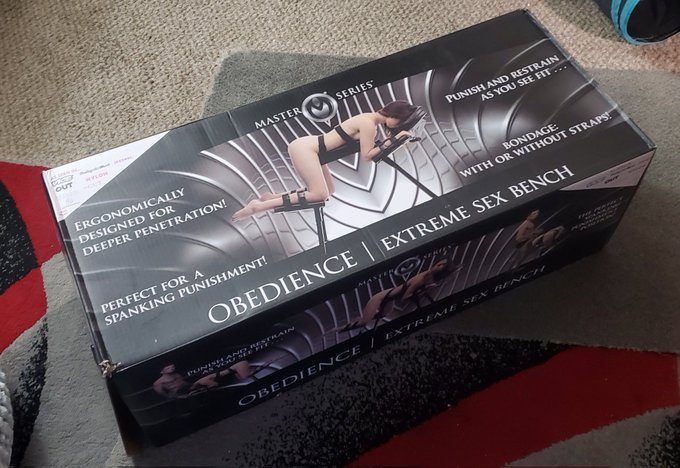 MASTER SERIES
PUNISH AND RESTRAIN
AS YOU SEE FIT . . .
BONDAGE
WITH OR WITHOUT STRAPS!
OUT
ERGONOMICALLY
DESIGNED FOR
DEEPER PENETRATION!
PERFECT FOR A
SPANKING PUNISHMENT!
OBEDIENCE | EXTREME SEX BENCH
MASTER SERIES
PUNISH AND RESTRAIN
AS YOU SEE FIT . . .
OBEDIENCE | EXTREME SEX BENCH